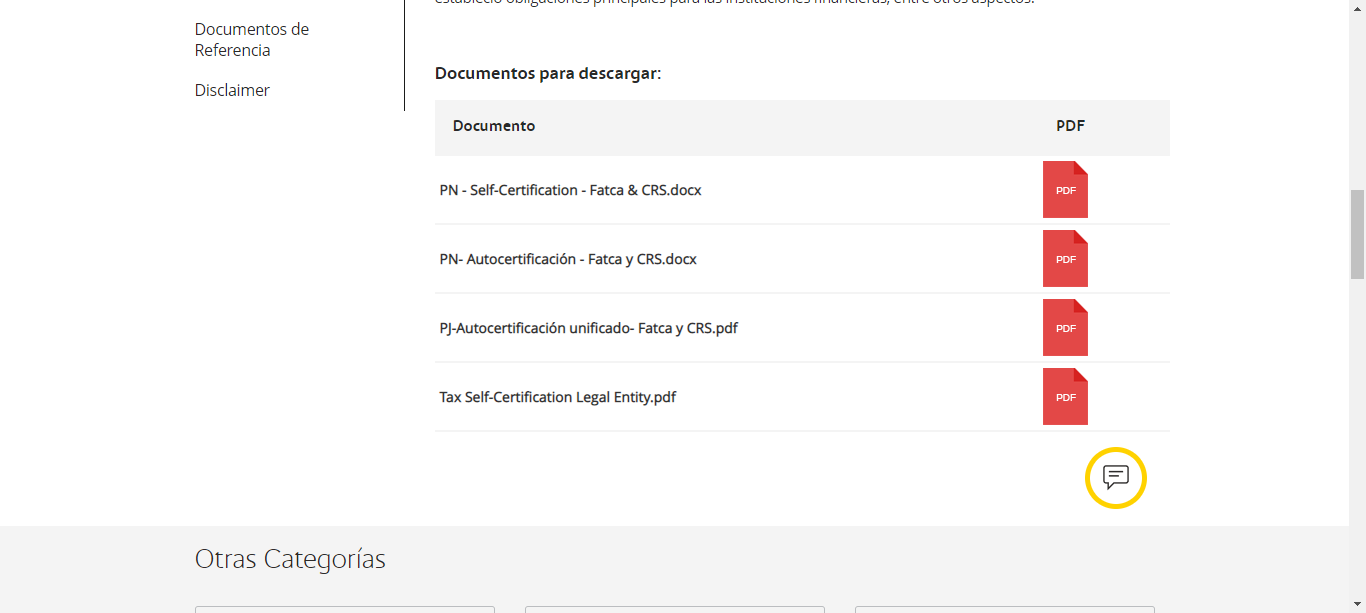 estableció obligaciones principales para las instituciones financieras, entre otros aspectos.
Documentos de
Referencia
Disclaimer
Documentos para descargar:
Documento PDF
PN - Self-Certification - Fatca & CRS.docx PDF
PN- Autocertificación - Fatca y CRS.docx PDF
PJ-Autocertificación unificado- Fatca y CRS.pdf PDF
Tax Self-Certification Legal Entity.pdf PDF
Otras Categorías